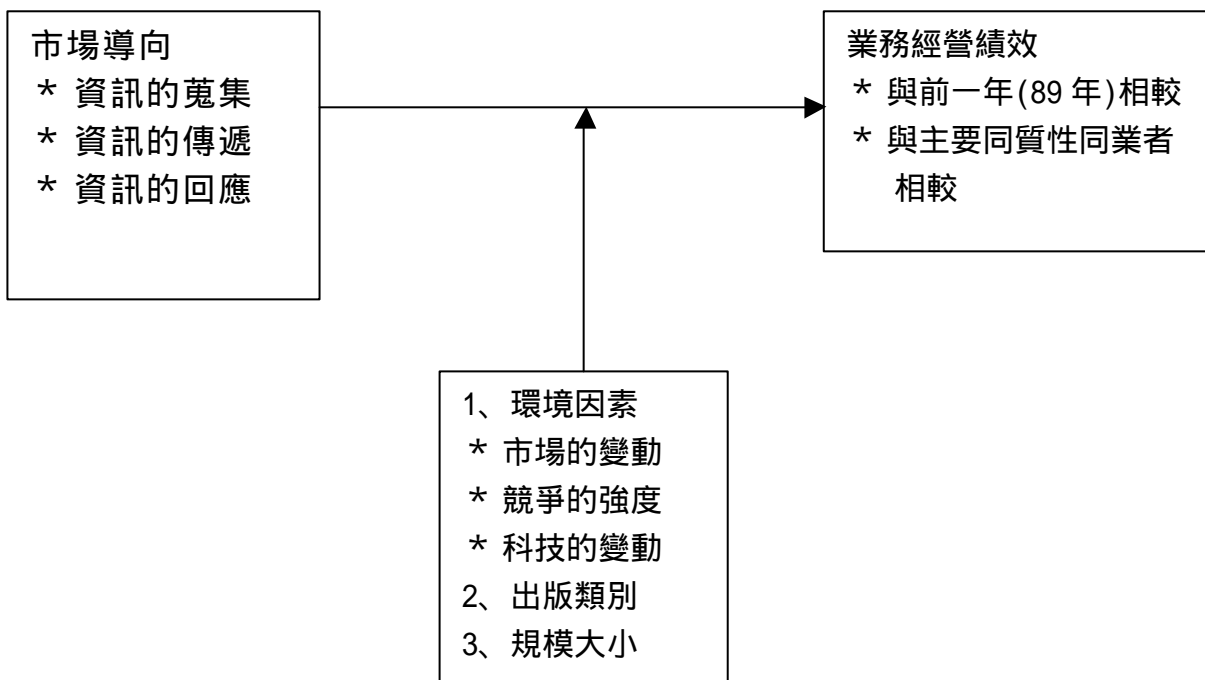 市場導向
* 資訊的蒐集
* 資訊的傳遞
* 資訊的回應
業務經營績效
* 與前一年(89 年)相較
* 與主要同質性同業者
相較
1、環境因素
* 市場的變動
* 競爭的強度
* 科技的變動
2、出版類別
3、規模大小